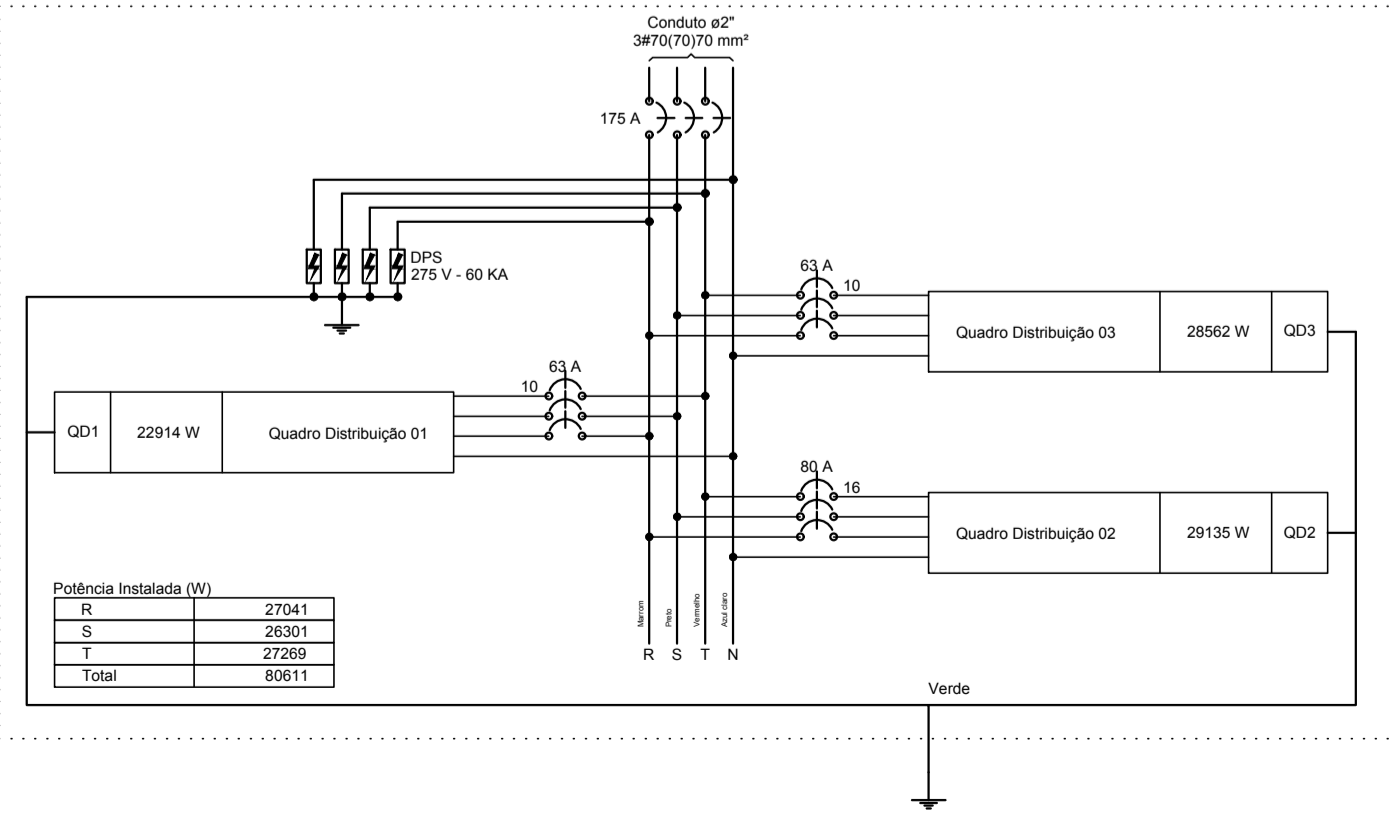 Conduto ø2"
3#70(70)70 mm²
175 A
DPS
275 V - 60 KA
63 A
10
Quadro Distribuição 03
28562 W
QD3
63 A
10
QD1
22914 W
Quadro Distribuição 01
80 A
16
Quadro Distribuição 02
29135 W
QD2
Potência Instalada (W)
R 27041
S 26301
T 27269
Total 80611
Marrom
Preto
Vermelho
Azul claro
R S T N
Verde